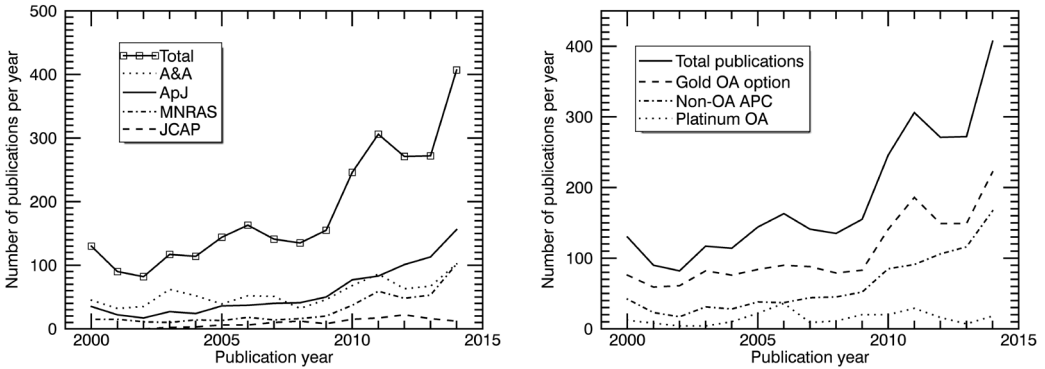 Number of publications per year
500
400
300
200
100
0
Total
A&A
ApJ
MNRAS
JCAP
2000 2005 2010 2015
Publication year
Number of publications per year
400
300
200
100
0
Total publications
Gold OA option
Non-OA APC
Platinum OA
2000 2005 2010 2015
Publication year